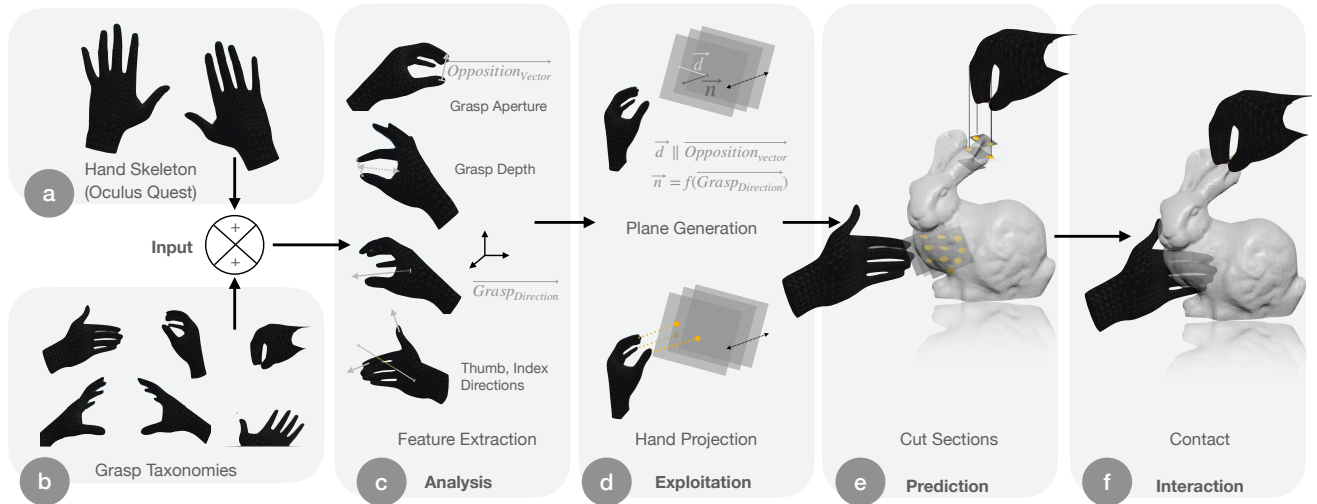 Hand Skeleton
(Oculus Quest)
a
Input
+
+
Grasp Taxonomies
b
Opposition_Vector
Grasp Aperture
Grasp Depth
Grasp_Direction
Thumb, Index
Directions
Feature Extraction
c
Analysis
d
n
d ∥ Opposition_vector
n = f(Grasp_Direction)
Plane Generation
Hand Projection
d
Exploitation
Cut Sections
e
Prediction
Contact
f
Interaction